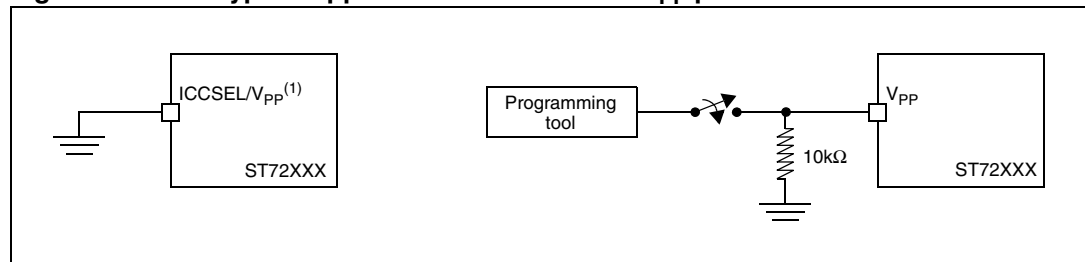 ICCSEL/VPP(1)
ST72XXX
Programming
tool
10kΩ
VPP
ST72XXX